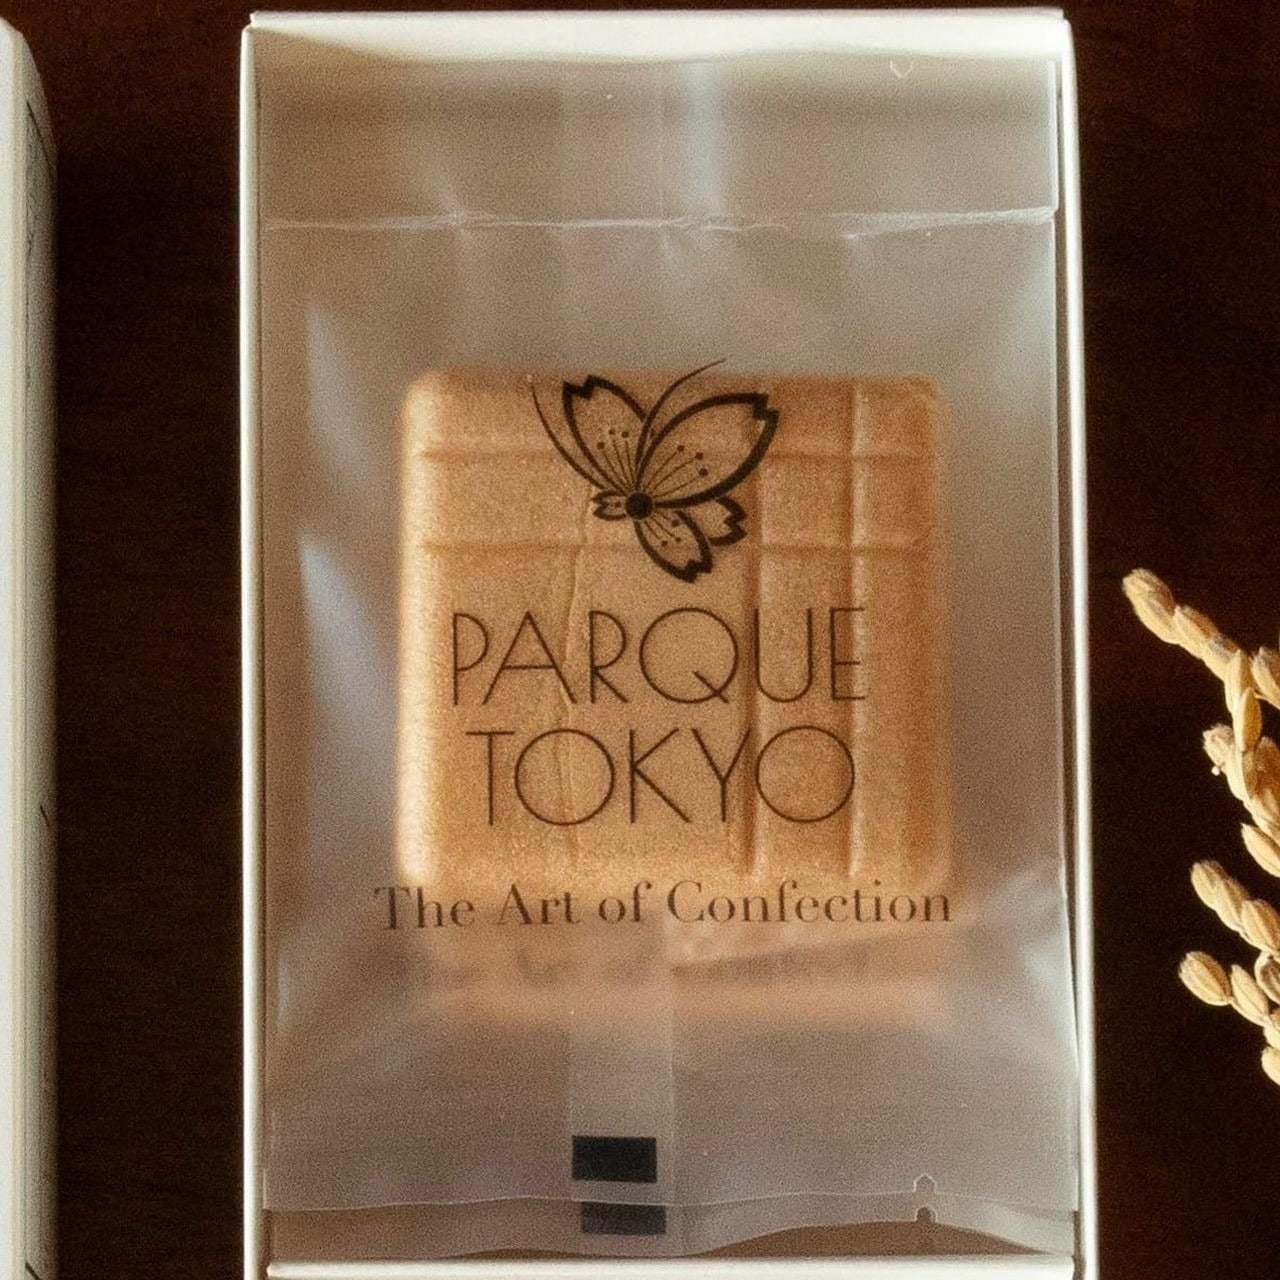 PARQUE
TOKYO
The Art of Confection